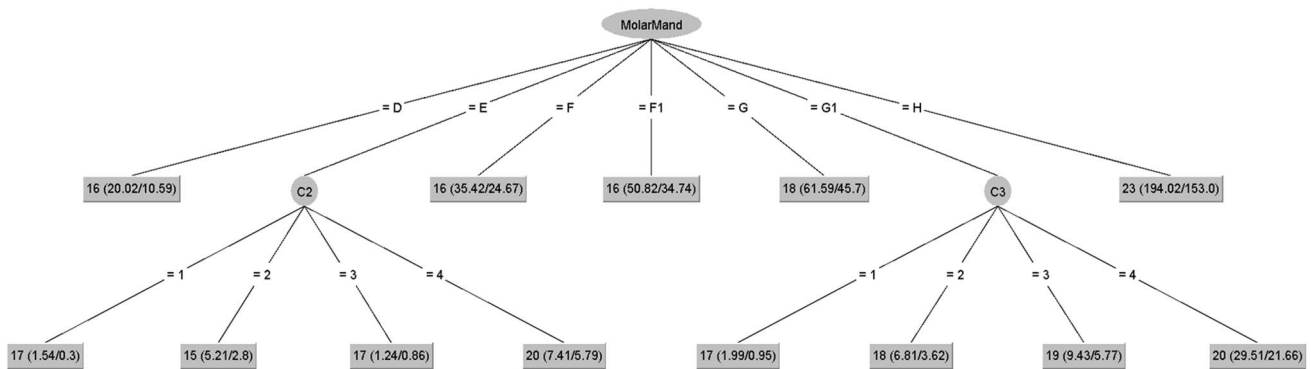 MolarMand
= D
= E
= F
= F1
= G
= G1
= H
16 (20.02/10.59)
C2
16 (35.42/24.67)
16 (50.82/34.74)
18 (61.59/45.7)
C3
23 (194.02/153.0)
= 1
= 2
= 3
= 4
= 1
= 2
= 3
= 4
17 (1.54/0.3)
15 (5.21/2.8)
17 (1.24/0.86)
20 (7.41/5.79)
17 (1.99/0.95)
18 (6.81/3.62)
19 (9.43/5.77)
20 (29.51/21.66)